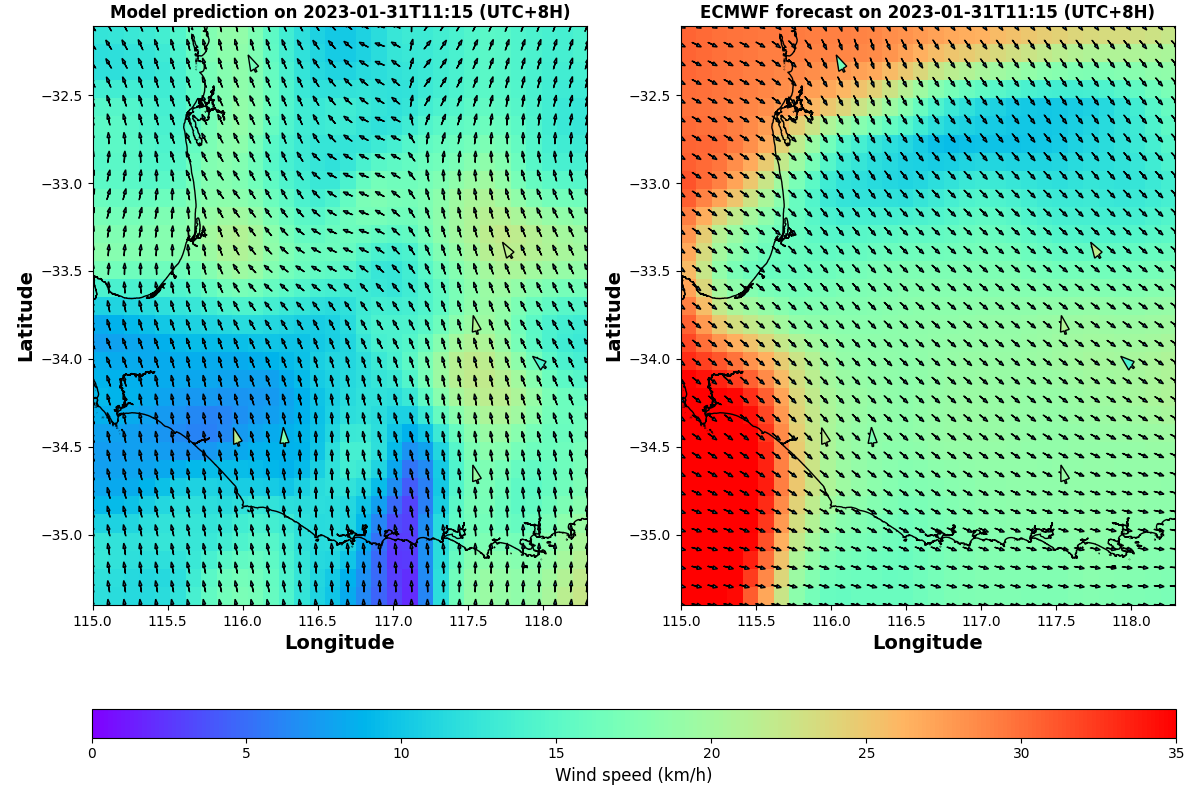 Model prediction on 2023-01-31T11:15 (UTC+8H)
ECMWF forecast on 2023-01-31T11:15 (UTC+8H)
Latitude
−32.5
−33.0
−33.5
−34.0
−34.5
−35.0
115.0 115.5 116.0 116.5 117.0 117.5 118.0
Longitude
Latitude
−32.5
−33.0
−33.5
−34.0
−34.5
−35.0
115.0 115.5 116.0 116.5 117.0 117.5 118.0
Longitude
0 5 10 15 20 25 30 35
Wind speed (km/h)